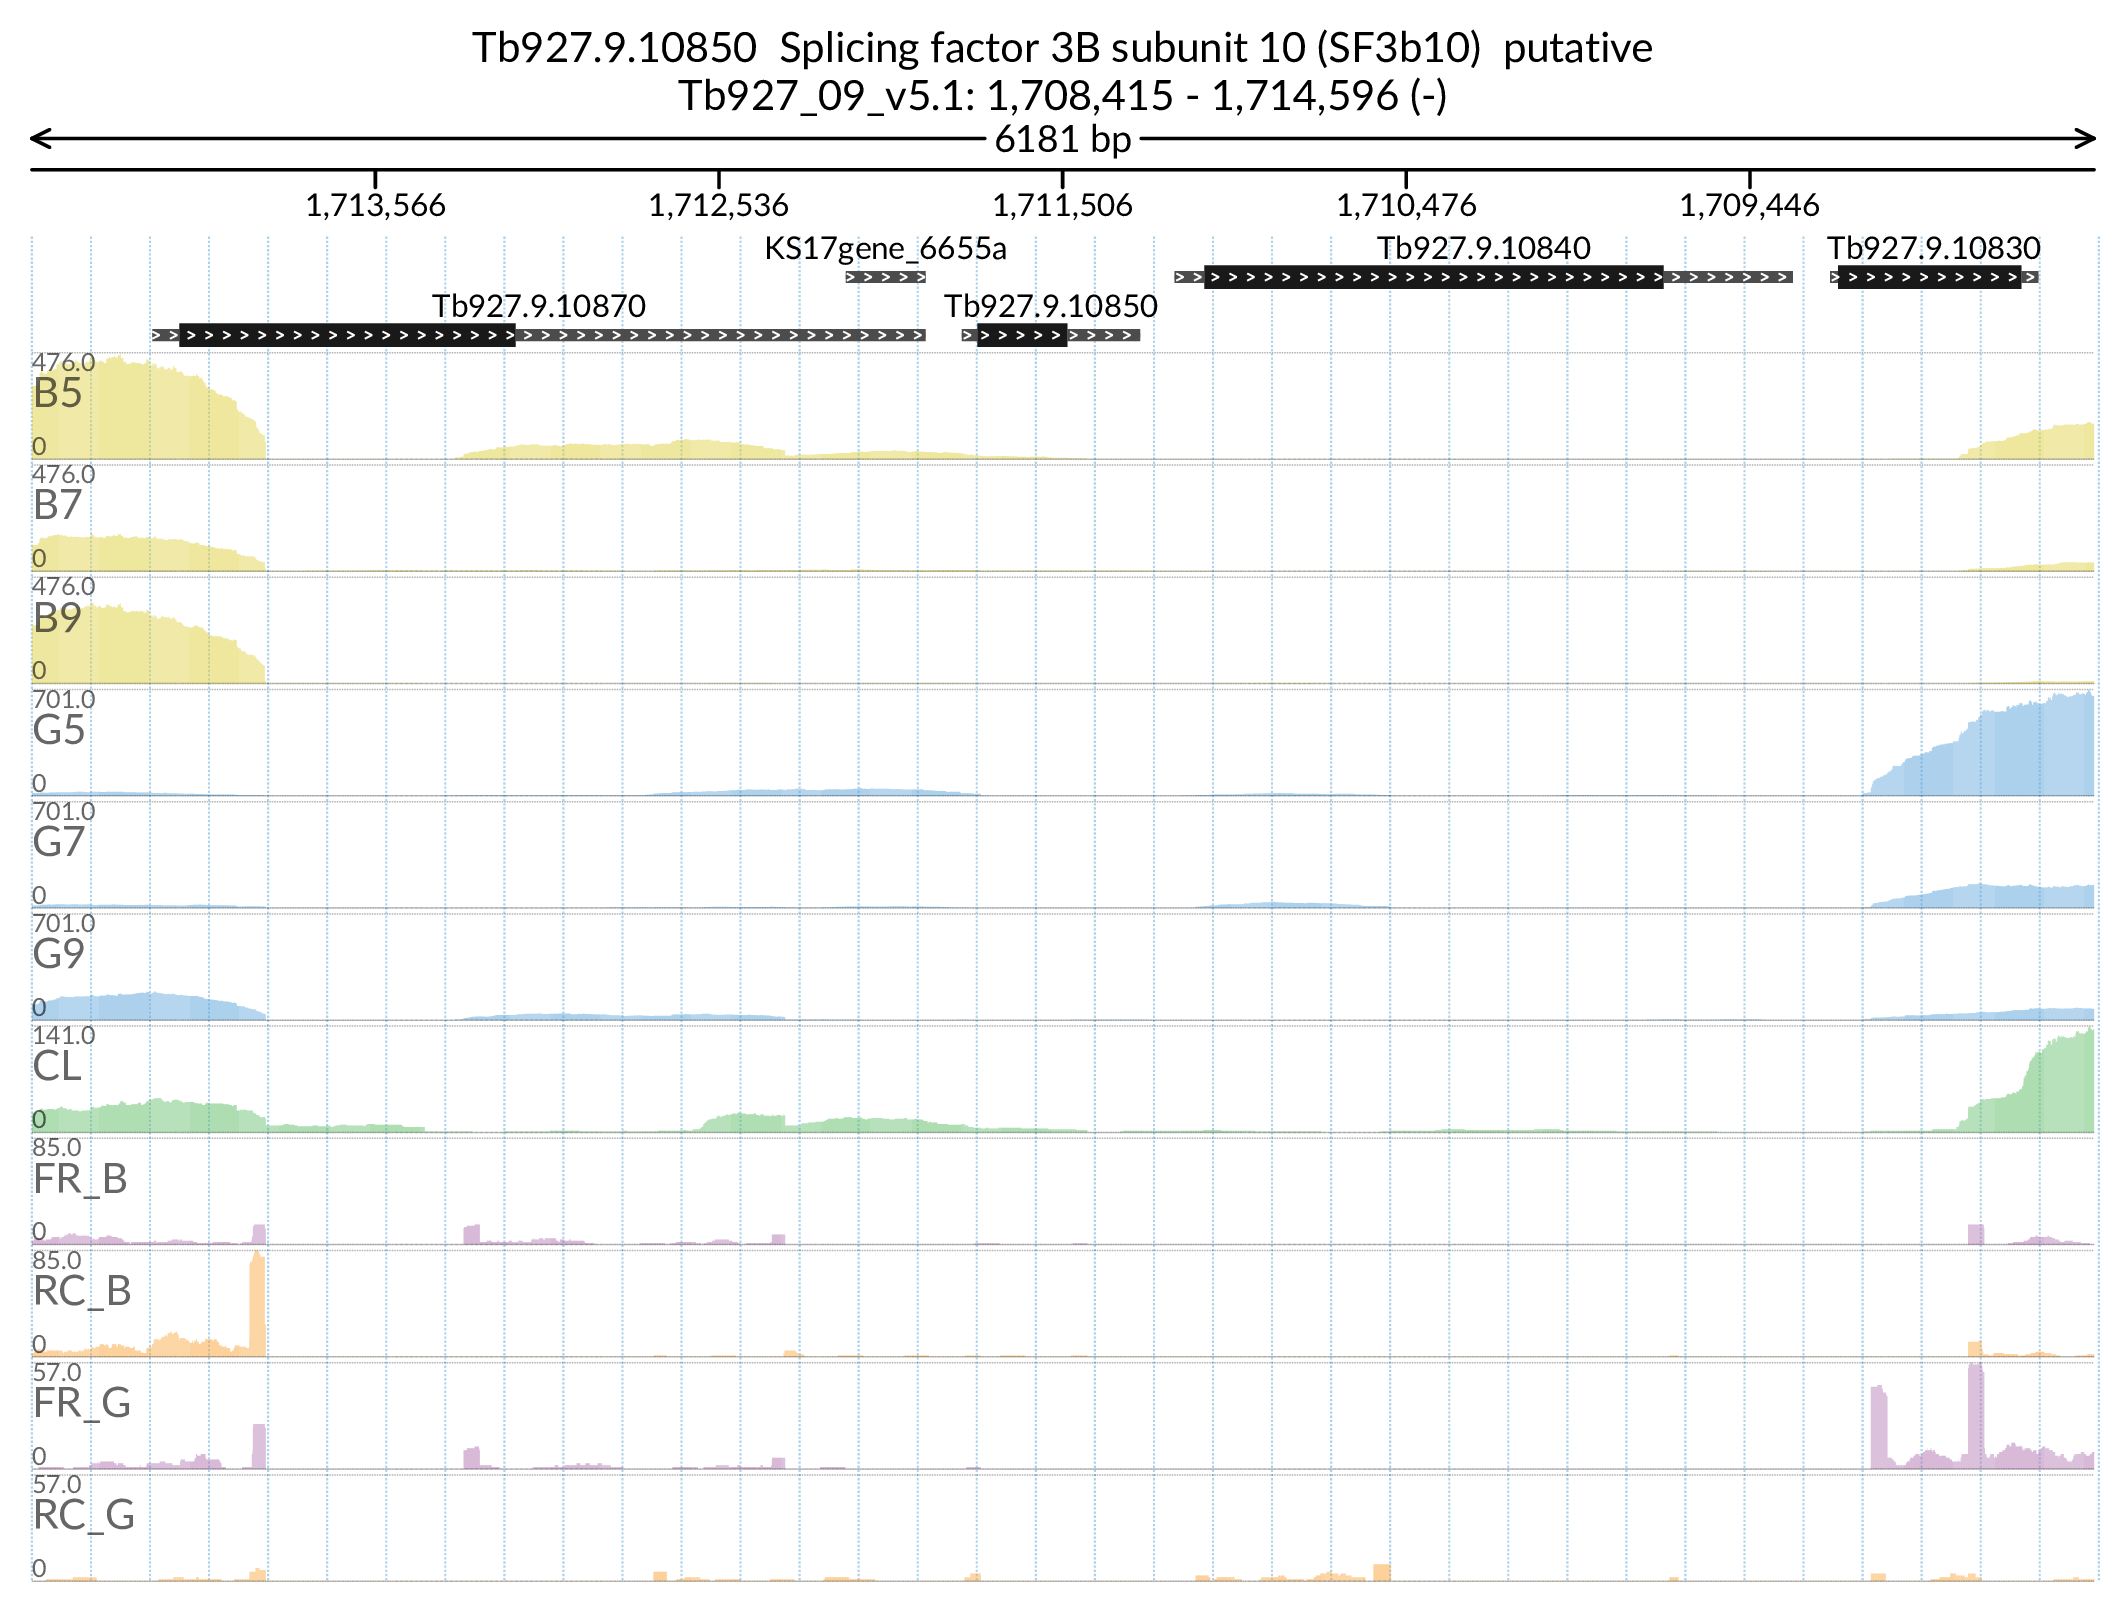 Tb927.9.10850  Splicing factor 3B subunit 10 (SF3b10)  putative
Tb927_09_v5.1: 1,708,415 - 1,714,596 (-)
6181 bp
1,713,566 1,712,536 1,711,506 1,710,476 1,709,446
KS17gene_6655a Tb927.9.10840 Tb927.9.10830
Tb927.9.10870 Tb927.9.10850
476.0
B5
0
476.0
B7
0
476.0
B9
0
701.0
G5
0
701.0
G7
0
701.0
G9
0
141.0
CL
0
85.0
FR_B
0
85.0
RC_B
0
57.0
FR_G
0
57.0
RC_G
0